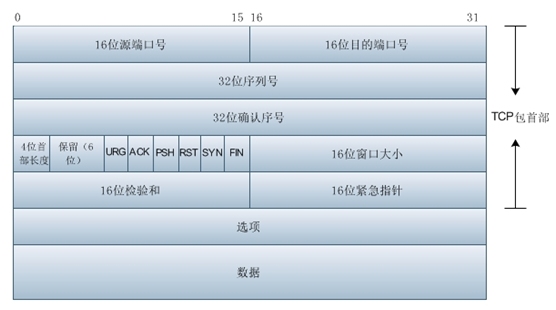 0 15 16 31
16位源端口号 16位目的端口号
32位序列号
32位确认序号
TCP包首部
4位首部长度 保留（6位） URG ACK PSH RST SYN FIN 16位窗口大小
16位检验和 16位紧急指针
选项
数据